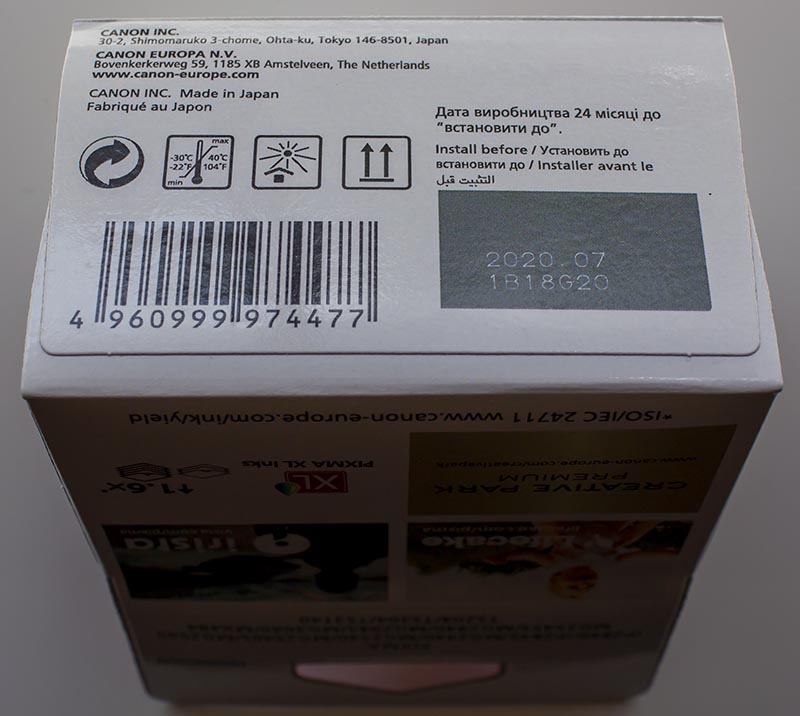 CANON INC.
30-2, Shimomaruko 3-chome, Ohta-ku, Tokyo 146-8501, Japan
CANON EUROPA N.V.
Bovenkerkerweg 59, 1185 XB Amstelveen, The Netherlands
www.canon-europe.com
CANON INC. Made in Japan
Fabriqué au Japon
max
-30°C 40°C
-22°F 104°F
min
4 960999 974477
Дата виробництва 24 місяці до
"встановити до".
Install before / Установить до
встановити до / Installer avant le
التثبيت قبل
2020.07
1B18G20
*ISO/IEC 24711 www.canon-europe.com/ink/yield
PIXMA XL Inks
XL
↑1.6x*
CREATIVE PARK
PREMIUM
www.canon-europe.com/creativepark
irista
Lifecake
PIXMA